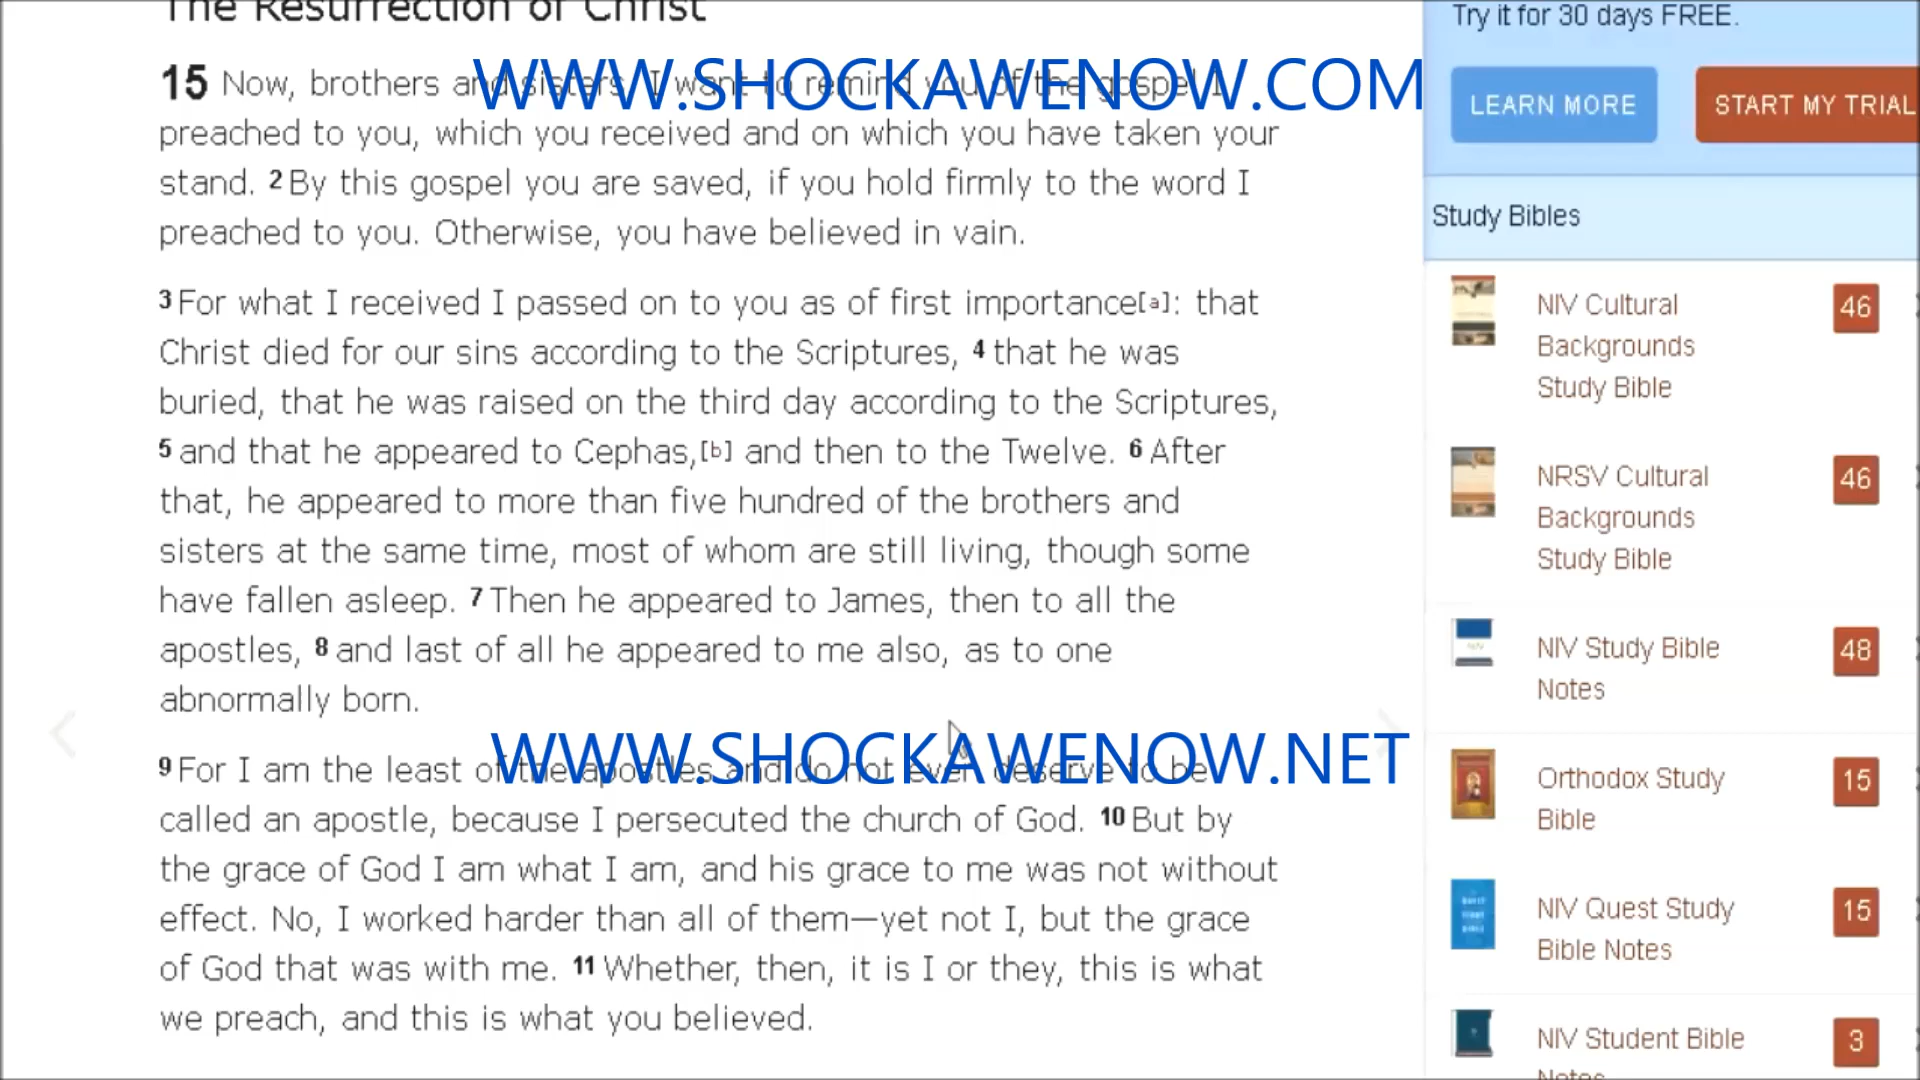 The Resurrection of Christ
15 Now, brothers and sisters, I want to remind you of the gospel I
WWW.SHOCKAWENOW.COM
preached to you, which you received and on which you have taken your
stand. 2 By this gospel you are saved, if you hold firmly to the word I
preached to you. Otherwise, you have believed in vain.
3 For what I received I passed on to you as of first importance[a]: that
Christ died for our sins according to the Scriptures, 4 that he was
buried, that he was raised on the third day according to the Scriptures,
5 and that he appeared to Cephas,[b] and then to the Twelve. 6 After
that, he appeared to more than five hundred of the brothers and
sisters at the same time, most of whom are still living, though some
have fallen asleep. 7 Then he appeared to James, then to all the
apostles, 8 and last of all he appeared to me also, as to one
abnormally born.
WWW.SHOCKAWENOW.NET
9 For I am the least of the apostles and do not even deserve to be
called an apostle, because I persecuted the church of God. 10 But by
the grace of God I am what I am, and his grace to me was not without
effect. No, I worked harder than all of them—yet not I, but the grace
of God that was with me. 11 Whether, then, it is I or they, this is what
we preach, and this is what you believed.
Try it for 30 days FREE.
LEARN MORE
START MY TRIAL
Study Bibles
NIV Cultural
Backgrounds
Study Bible
46
NRSV Cultural
Backgrounds
Study Bible
46
NIV Study Bible
Notes
48
Orthodox Study
Bible
15
NIV Quest Study
Bible Notes
15
NIV Student Bible
Notes
3